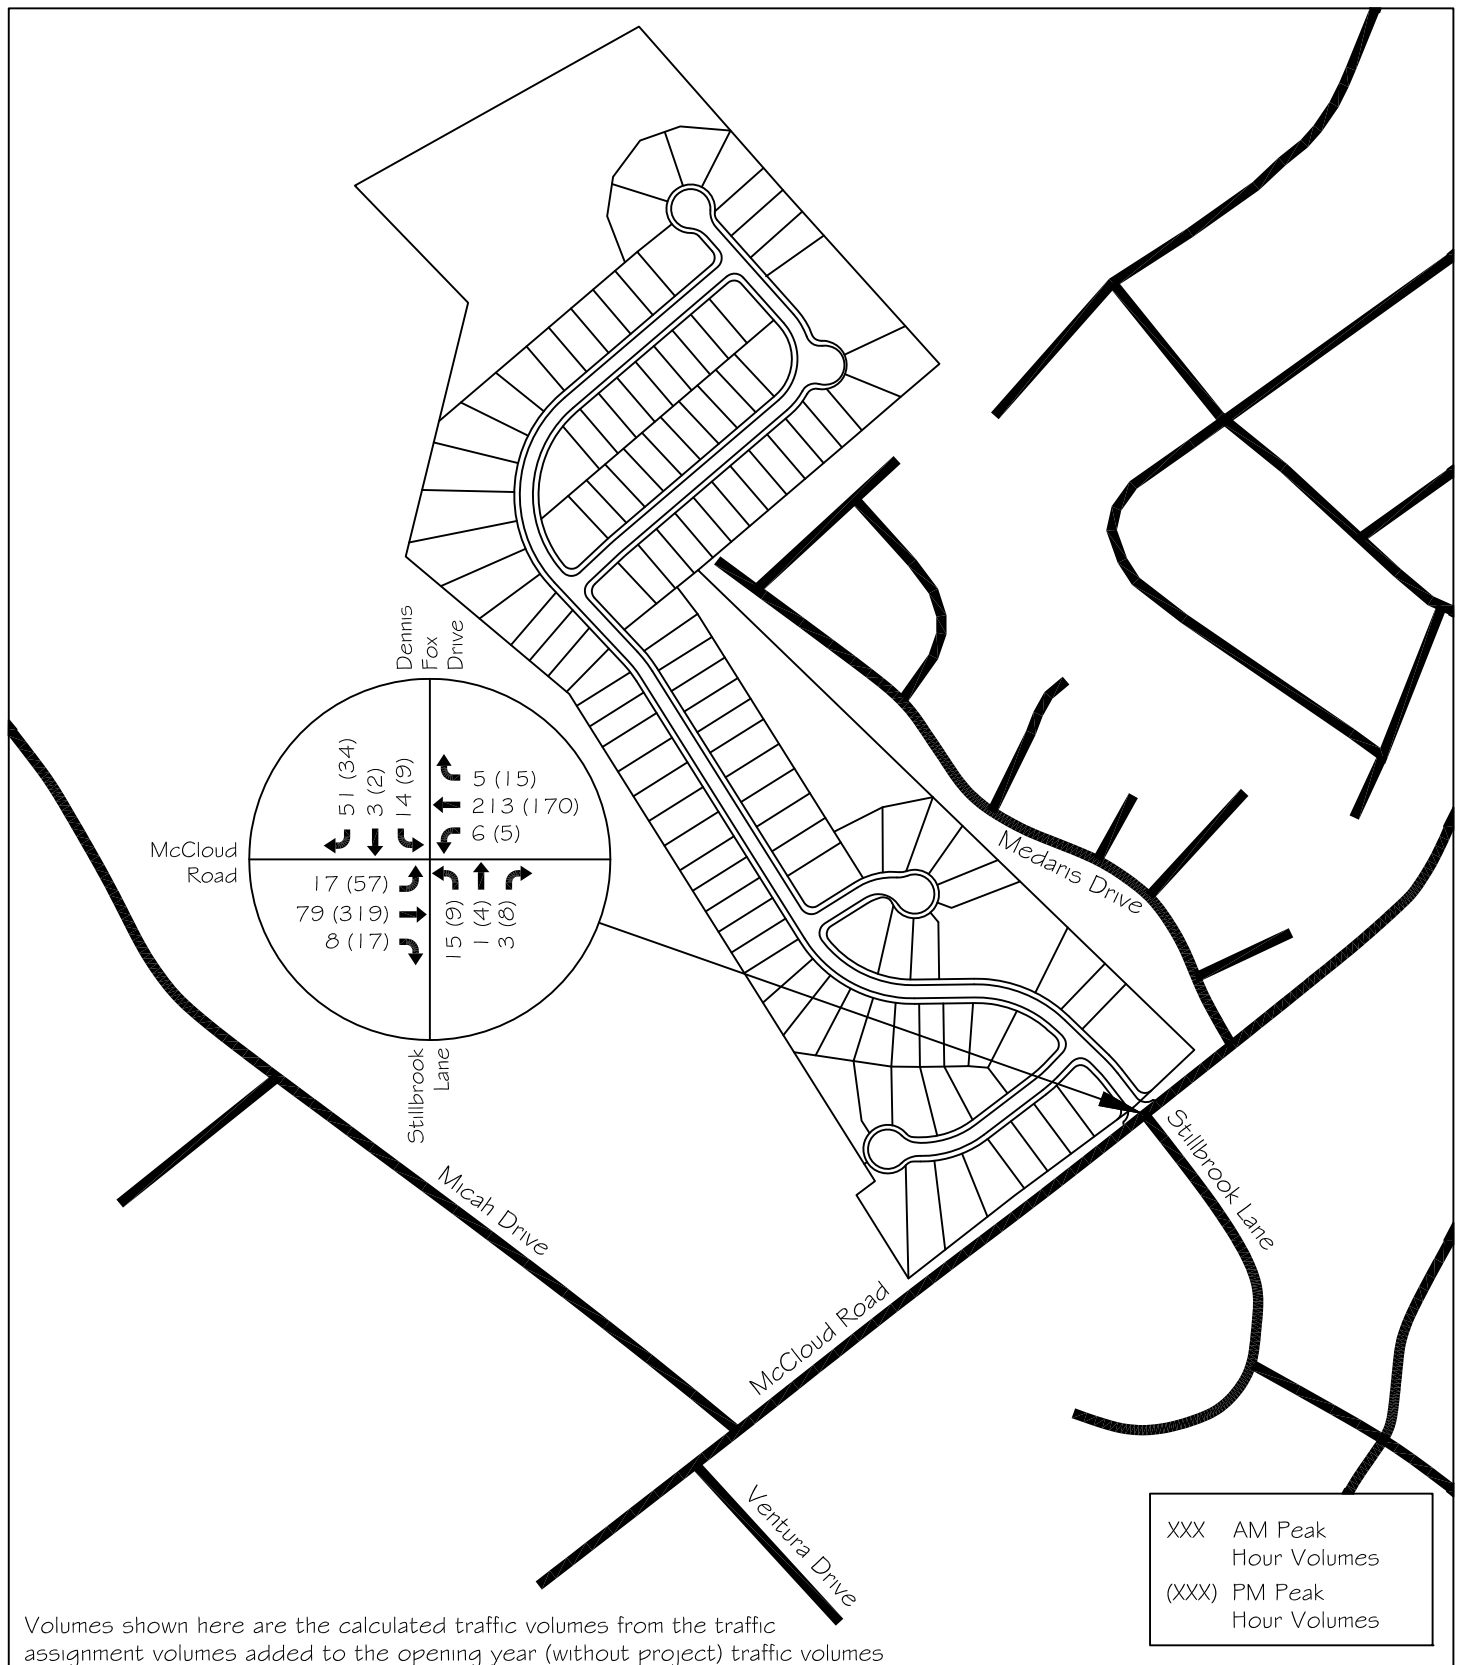 Dennis
Fox
Drive
51 (34)
3 (2)
14 (9)
5 (15)
213 (170)
6 (5)
McCloud
Road
17 (57)
79 (319)
8 (17)
15 (9)
1 (4)
3 (8)
Stillbrook
Lane
Medaris Drive
Stillbrook Lane
Micah Drive
McCloud Road
Ventura Drive
XXX AM Peak
Hour Volumes
(XXX) PM Peak
Hour Volumes
Volumes shown here are the calculated traffic volumes from the traffic
assignment volumes added to the opening year (without project) traffic volumes